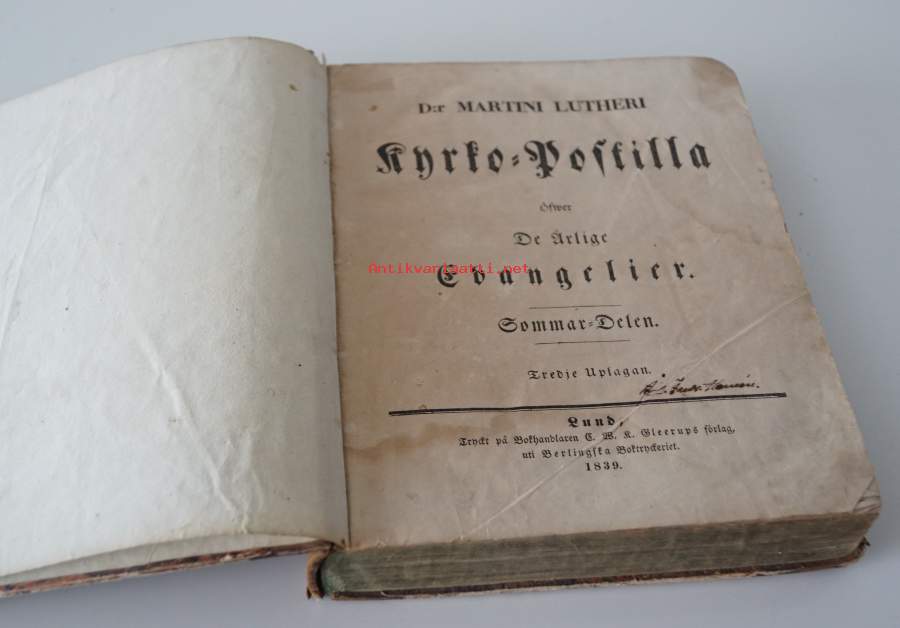 D:r MARTINI LUTHERI
Kyrko-Postilla
öfwer
De Årlige
Antikvariaatti.net
Evangelier.
Sommar-Delen.
Tredje Uplagan.
Lund,
Tryckt på Bokhandlaren C. W. K. Gleerups förlag,
uti Berlingska Boktryckeriet.
1839.